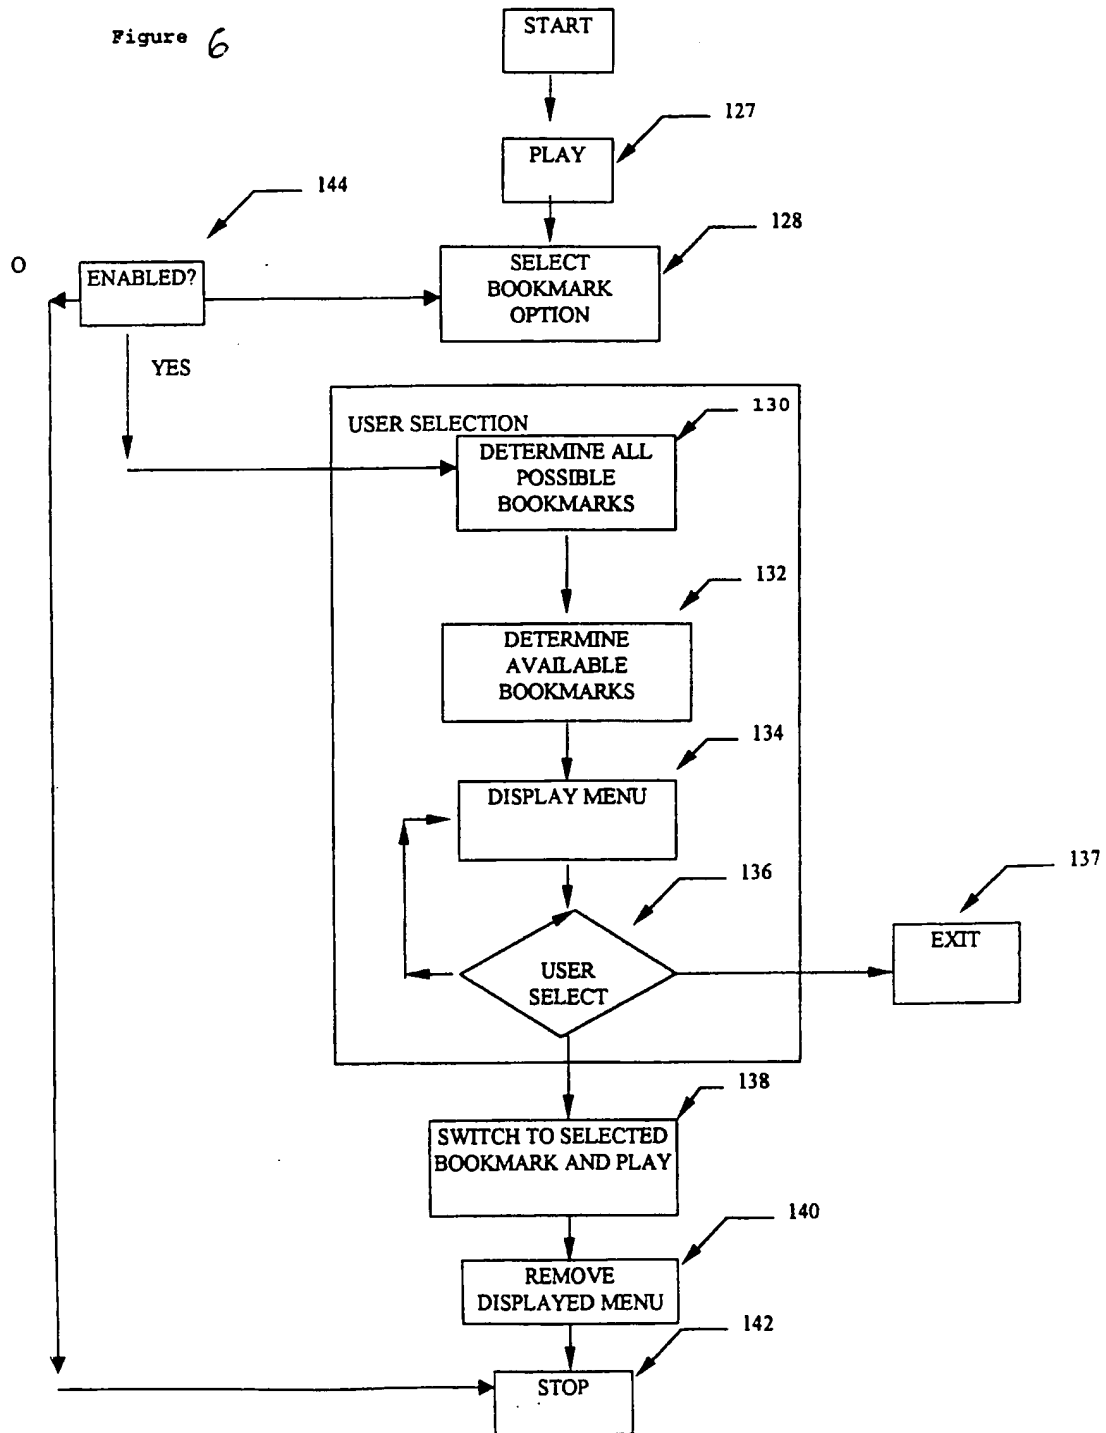 Figure 6
START
127
PLAY
144
128
O
ENABLED?
SELECT
BOOKMARK
OPTION
YES
130
USER SELECTION
DETERMINE ALL
POSSIBLE
BOOKMARKS
132
DETERMINE
AVAILABLE
BOOKMARKS
134
DISPLAY MENU
136
137
EXIT
USER
SELECT
138
SWITCH TO SELECTED
BOOKMARK AND PLAY
140
REMOVE
DISPLAYED MENU
142
STOP